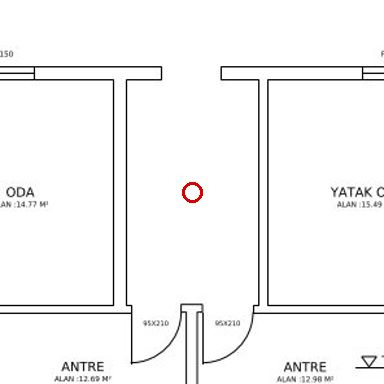 150
ODA
LAN :14.77 M²
YATAK O
ALAN :15.49
95X210
95X210
ANTRE
ALAN :12.69 M²
ANTRE
ALAN :12.98 M²